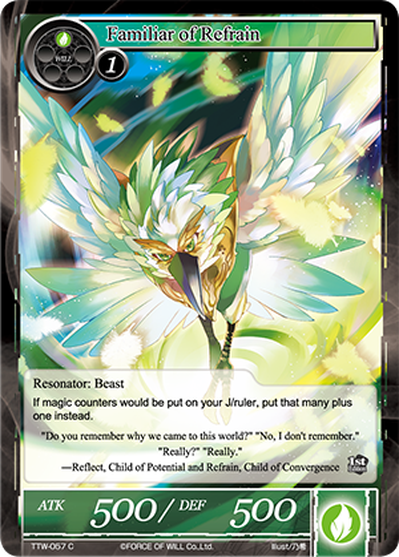 Familiar of Refrain
WILL
1
Resonator: Beast
If magic counters would be put on your J/ruler, put that many plus
one instead.
"Do you remember why we came to this world?" "No, I don't remember."
"Really?" "Really."
—Reflect, Child of Potential and Refrain, Child of Convergence
1st
Edition
ATK 500/ DEF 500
TTW-057 C ©FORCE OF WILL Co.,Ltd. Illust/乃希